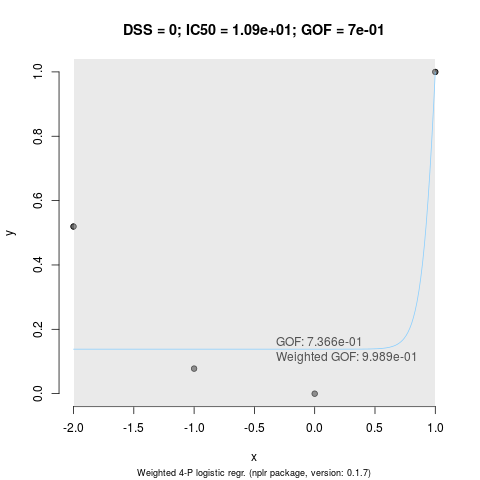 DSS = 0; IC50 = 1.09e+01; GOF = 7e-01
1.0
0.8
0.6
0.4
0.2
0.0
y
GOF: 7.366e-01
Weighted GOF: 9.989e-01
-2.0 -1.5 -1.0 -0.5 0.0 0.5 1.0
x
Weighted 4-P logistic regr. (nplr package, version: 0.1.7)